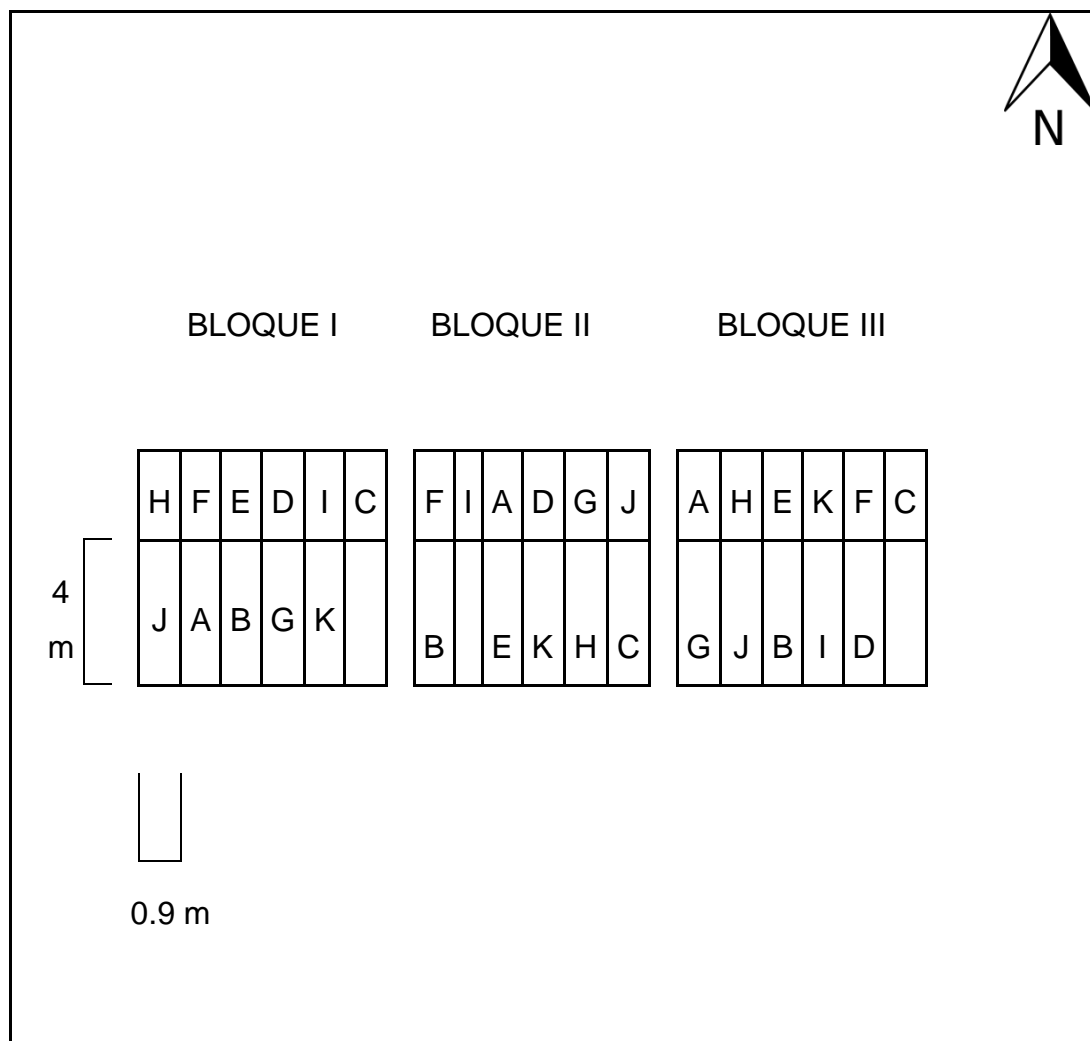 N
BLOQUE I BLOQUE II BLOQUE III
H F E D I C F I A D G J A H E K F C
4
m
J A B G K
B E K H C G J B I D
0.9 m